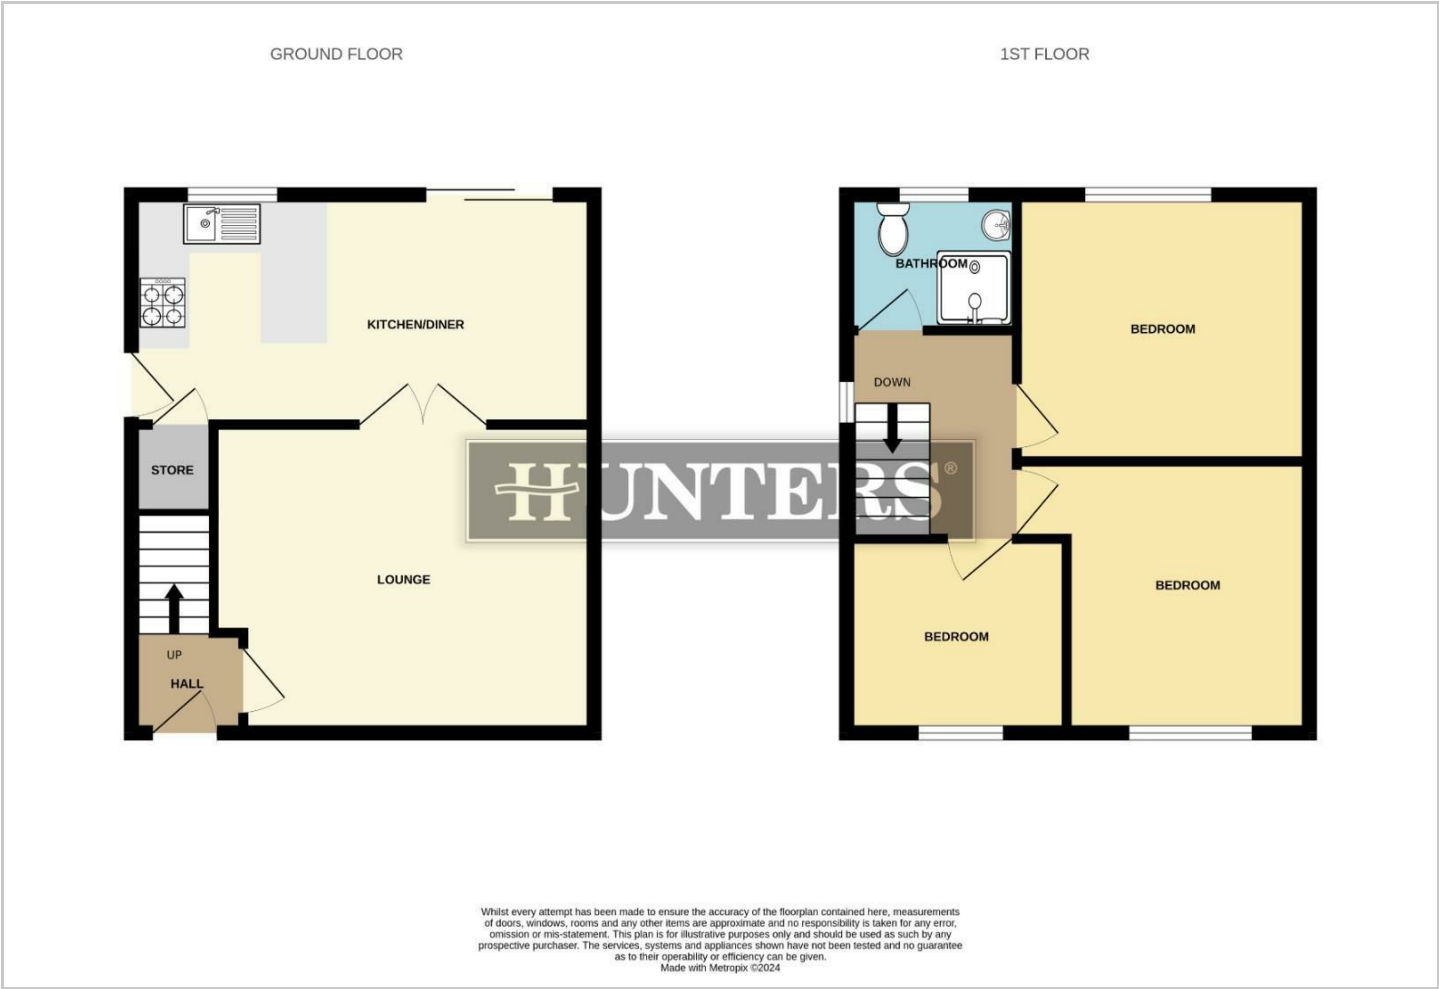 GROUND FLOOR
1ST FLOOR
KITCHEN/DINER
STORE
LOUNGE
UP
HALL
BATHROOM
BEDROOM
DOWN
BEDROOM
BEDROOM
HUNTERS®
Whilst every attempt has been made to ensure the accuracy of the floorplan contained here, measurements
of doors, windows, rooms and any other items are approximate and no responsibility is taken for any error,
omission or mis-statement. This plan is for illustrative purposes only and should be used as such by any
prospective purchaser. The services, systems and appliances shown have not been tested and no guarantee
as to their operability or efficiency can be given.
Made with Metropix ©2024